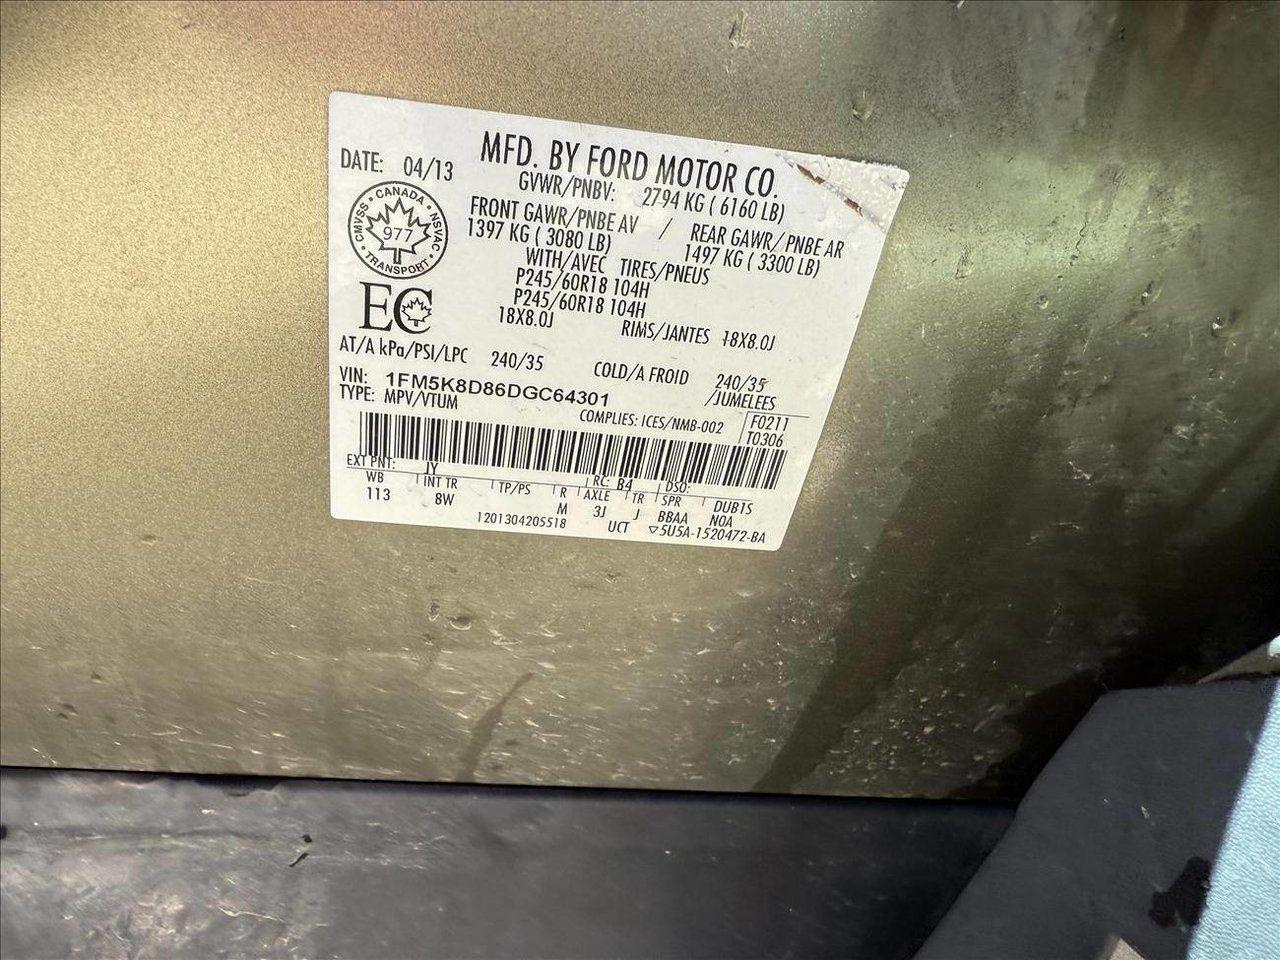 MFD. BY FORD MOTOR CO.
DATE: 04/13
GVWR/PNBV: 2794 KG ( 6160 LB)
FRONT GAWR/PNBE AV / REAR GAWR/PNBE AR
1397 KG ( 3080 LB) 1497 KG ( 3300 LB)
WITH/AVEC TIRES/PNEUS
P245/60R18 104H
P245/60R18 104H
18X8.0J RIMS/JANTES 18X8.0J
CMVSS • CANADA • NSVAC • TRANSPORT •
977
EC
AT/A kPa/PSI/LPC 240/35 COLD/A FROID 240/35
VIN: 1FM5K8D86DGC64301 /JUMELEES
TYPE: MPV/VTUM
COMPLIES: ICES/NMB-002 F0211
T0306
EXT PNT: JY RC: B4 DSO:
WB INT TR TP/PS R AXLE TR SPR DUB1S
113 8W M 3J J BBAA NOA
1201304205518 UCT ▽5U5A-1520472-BA